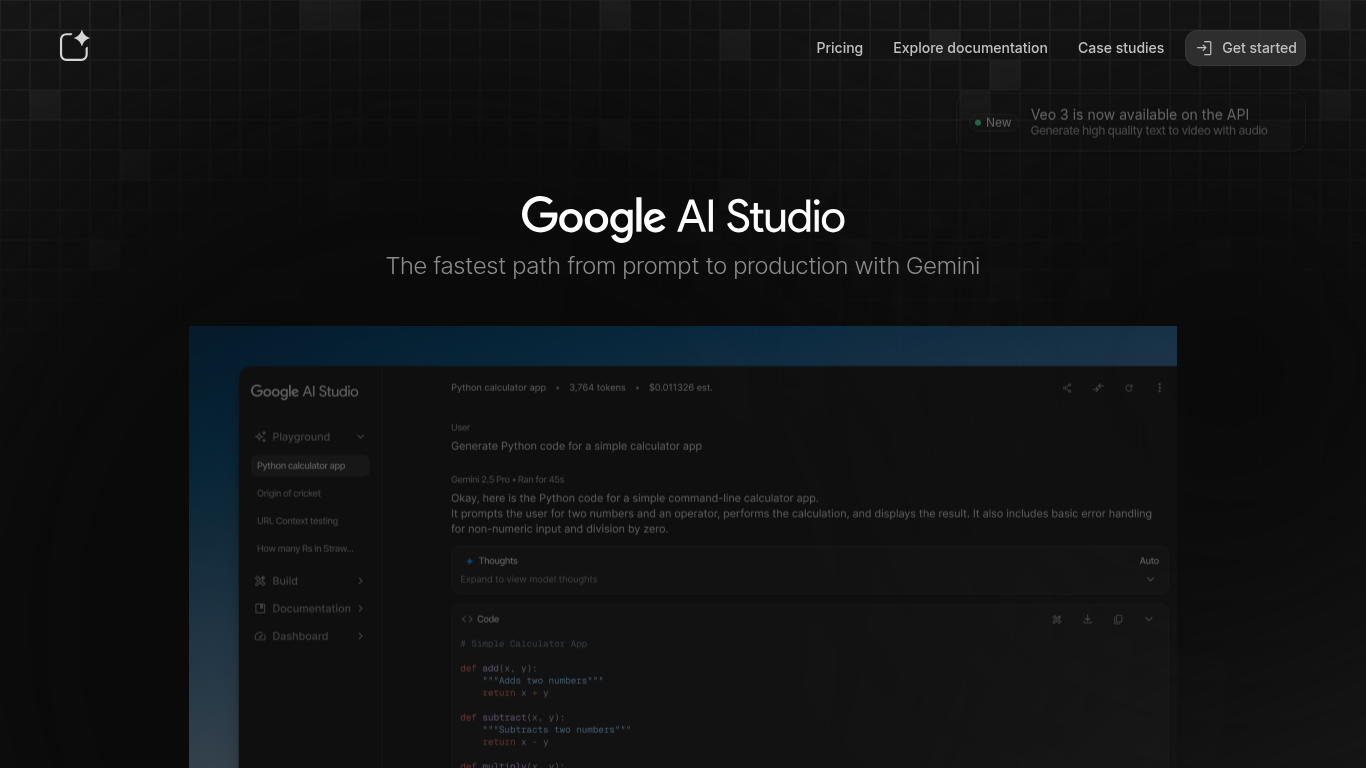 Pricing
Explore documentation
Case studies
Get started
New
Veo 3 is now available on the API
Generate high quality text to video with audio
Google AI Studio
The fastest path from prompt to production with Gemini
Google AI Studio
Playground
Python calculator app
Origin of cricket
URL Context testing
How many Rs in Straw...
Build
Documentation
Dashboard
Python calculator app • 3,764 tokens • $0.011326 est.
User
Generate Python code for a simple calculator app
Gemini 2.5 Pro • Ran for 45s
Okay, here is the Python code for a simple command-line calculator app.
It prompts the user for two numbers and an operator, performs the calculation, and displays the result. It also includes basic error handling
for non-numeric input and division by zero.
Thoughts
Auto
Expand to view model thoughts
Code
# Simple Calculator App
def add(x, y):
"""Adds two numbers"""
return x + y
def subtract(x, y):
"""Subtracts two numbers"""
return x - y
def multiply(x, y):